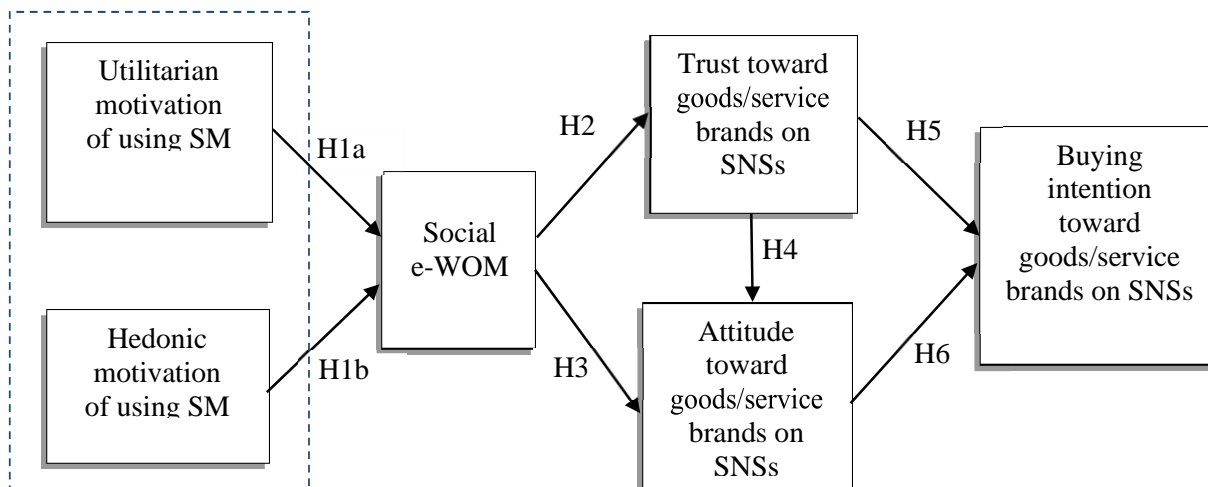 Utilitarian
motivation
of using SM
H1a
Hedonic
motivation
of using SM
H1b
Social
e-WOM
H2
H3
Trust toward
goods/service
brands on
SNSs
H4
Attitude
toward
goods/service
brands on
SNSs
H5
H6
Buying
intention
toward
goods/service
brands on SNSs